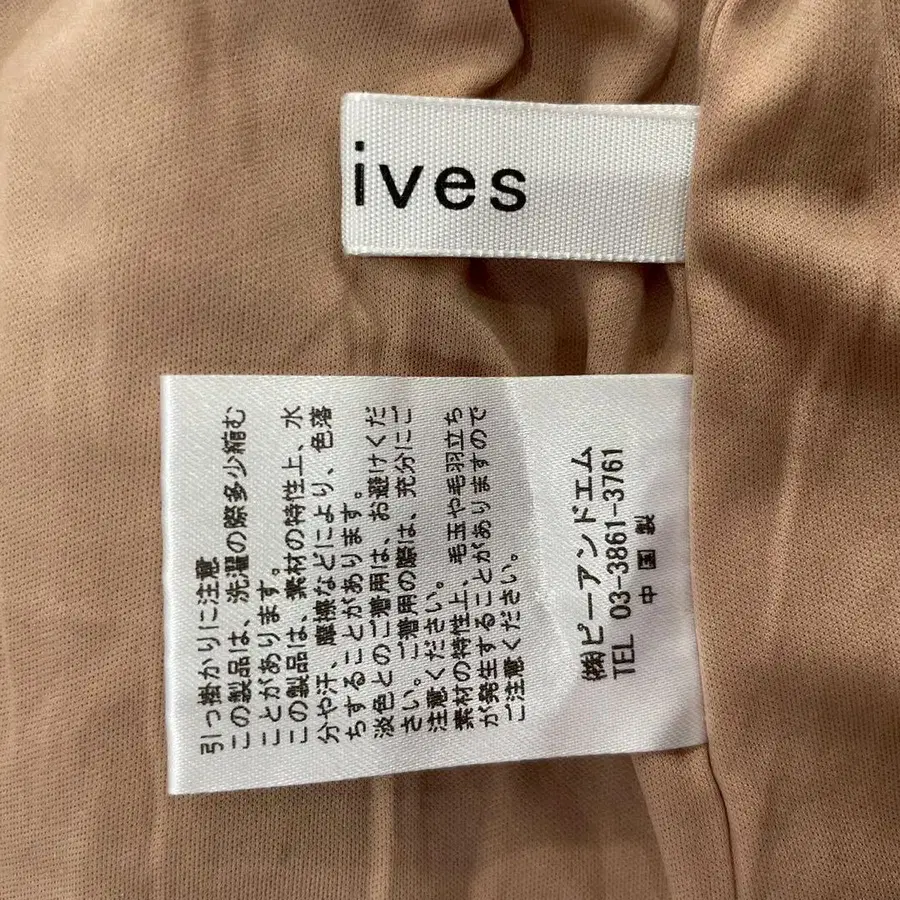 ives
引っ掛かりに注意
この製品は、洗濯の際多少縮む
ことがあります。
この製品は、素材の特性上、水
分や汗、摩擦などにより、色落
ちすることがあります。
淡色とのご着用は、お避けくだ
さい。ご着用の際は、充分にご
注意ください。
素材の特性上、毛玉や毛羽立ち
が発生することがありますので
ご注意ください。
㈱ピーアンドエム
TEL 03-3861-3761
中国製